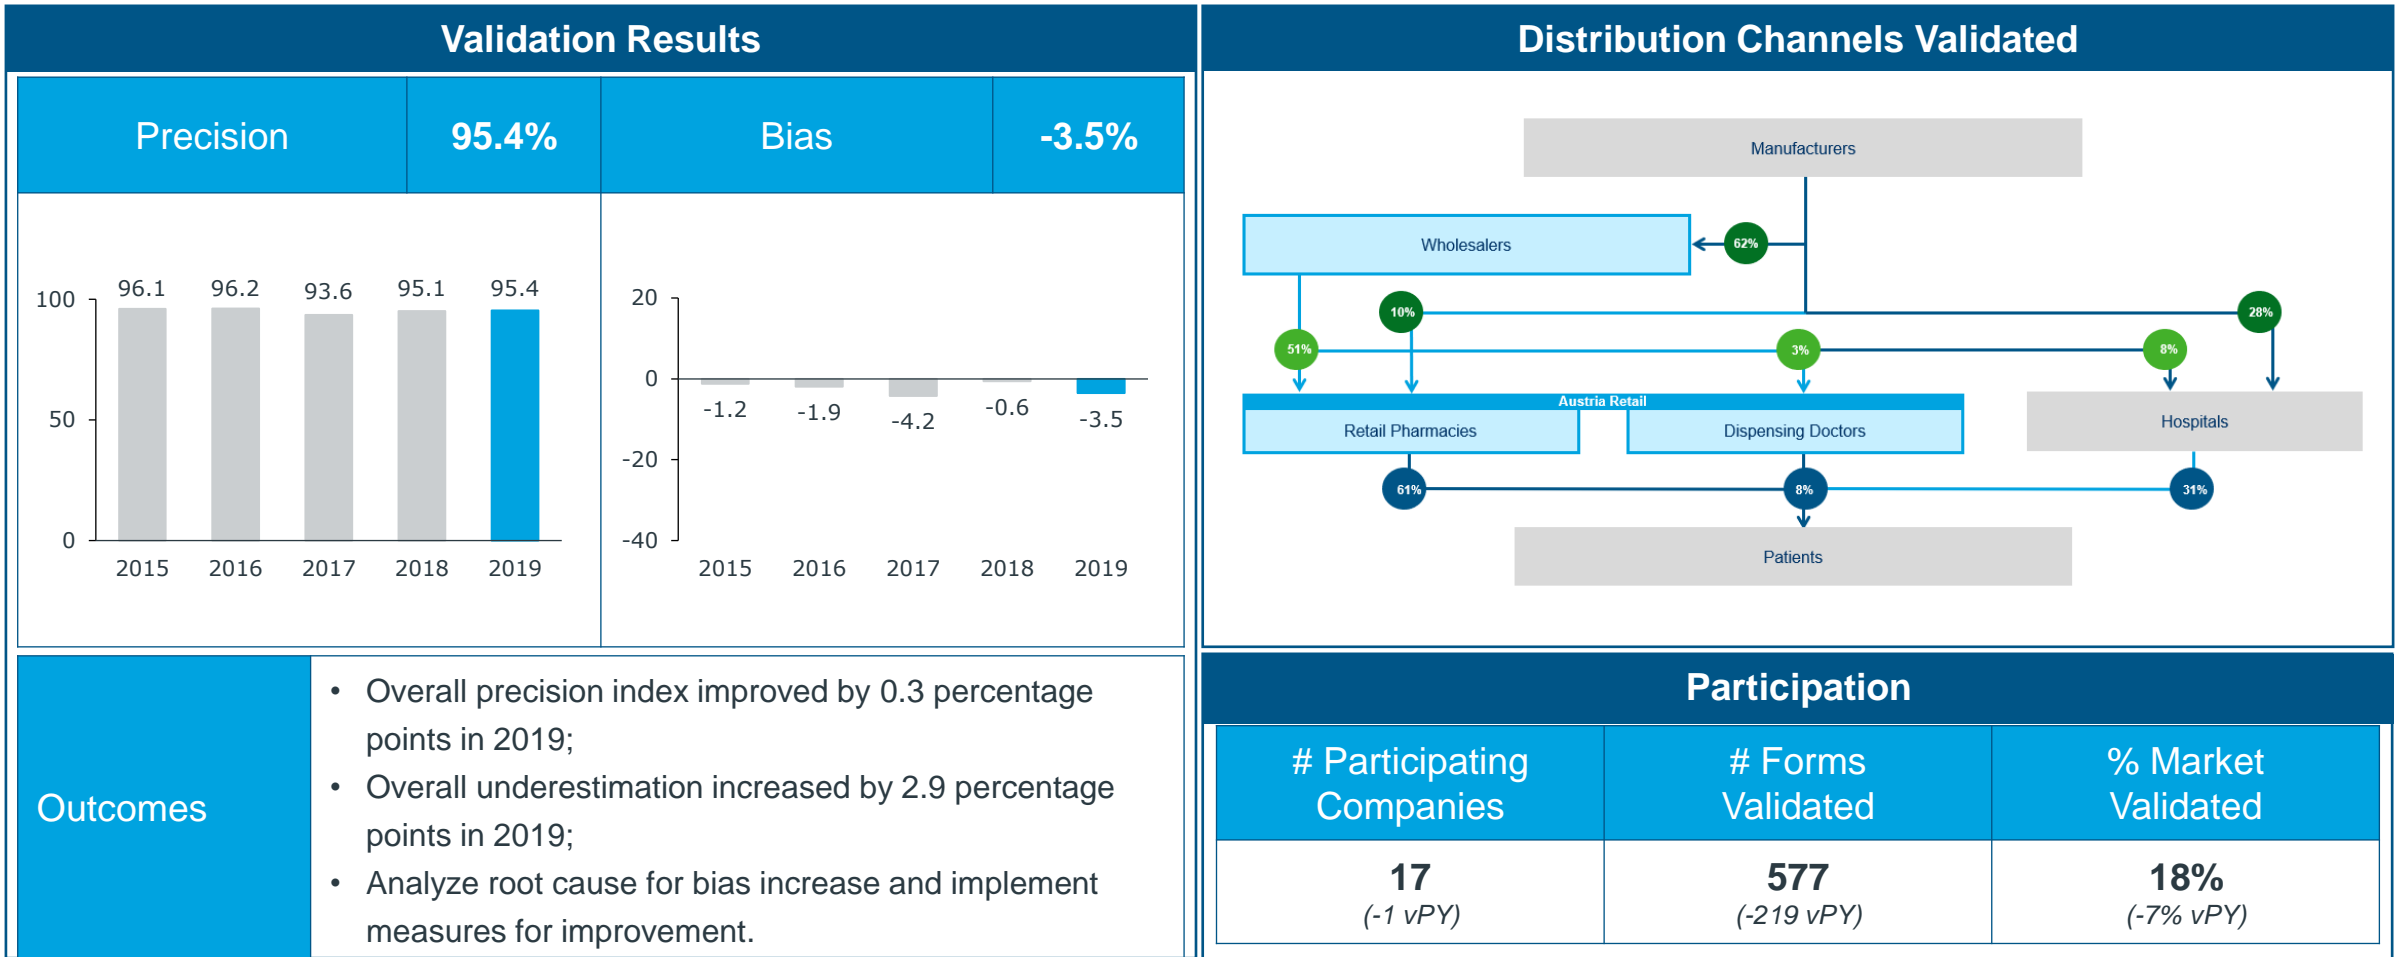 Validation Results
Precision
95.4%
Bias
-3.5%
100
50
0
96.1
96.2
93.6
95.1
95.4
2015
2016
2017
2018
2019
20
0
-20
-40
-1.2
-1.9
-4.2
-0.6
-3.5
2015
2016
2017
2018
2019
Outcomes
• Overall precision index improved by 0.3 percentage
points in 2019;
• Overall underestimation increased by 2.9 percentage
points in 2019;
• Analyze root cause for bias increase and implement
measures for improvement.
Distribution Channels Validated
Manufacturers
Wholesalers
62%
10%
28%
51%
3%
8%
Austria Retail
Retail Pharmacies
Dispensing Doctors
Hospitals
61%
8%
31%
Patients
Participation
# Participating
Companies
# Forms
Validated
% Market
Validated
17
(-1 vPY)
577
(-219 vPY)
18%
(-7% vPY)